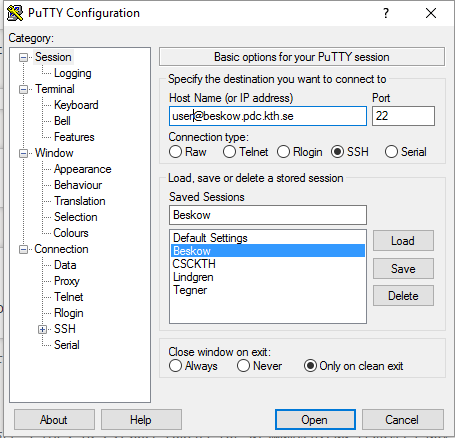 PuTTY Configuration
Category:
Session
Logging
Terminal
Keyboard
Bell
Features
Window
Appearance
Behaviour
Translation
Selection
Colours
Connection
Data
Proxy
Telnet
Rlogin
SSH
Serial
Basic options for your PuTTY session
Specify the destination you want to connect to
Host Name (or IP address) Port
user@beskow.pdc.kth.se 22
Connection type:
Raw Telnet Rlogin SSH Serial
Load, save or delete a stored session
Saved Sessions
Beskow
Default Settings
Beskow
CSCKTH
Lindgren
Tegner
Load
Save
Delete
Close window on exit:
Always Never Only on clean exit
About Help Open Cancel